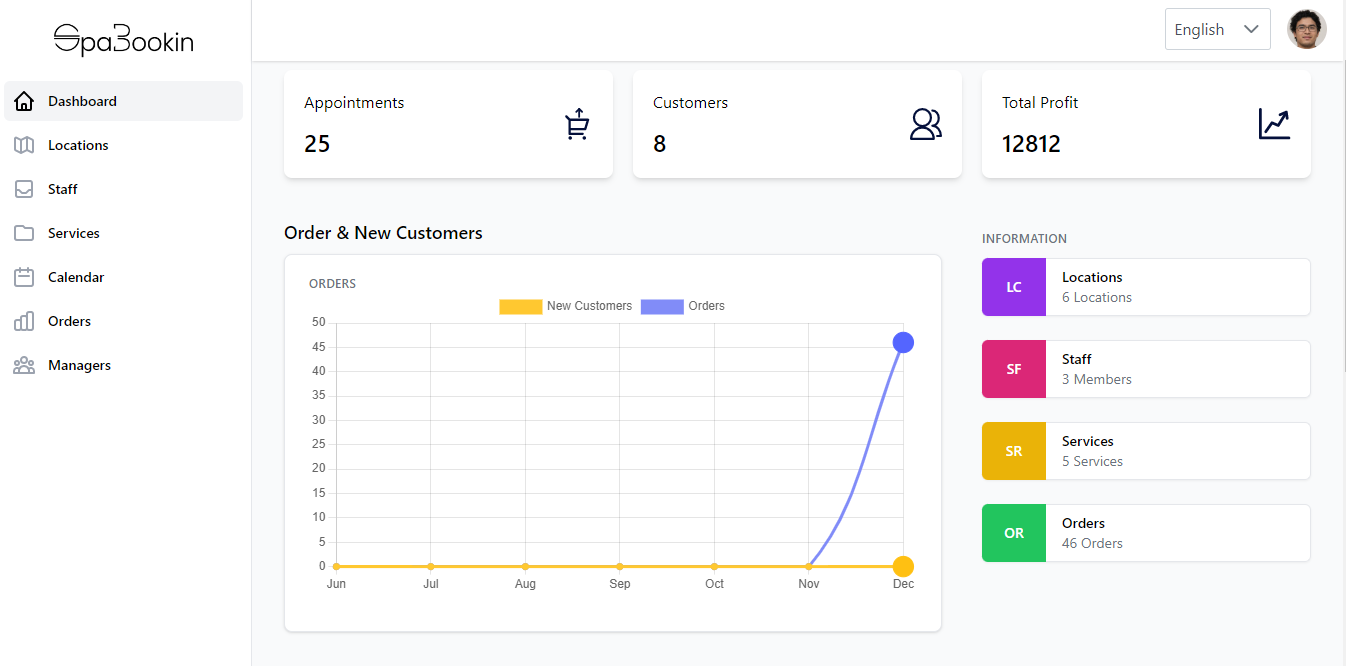 SpaBookin
English
Dashboard
Locations
Staff
Services
Calendar
Orders
Managers
Appointments
25
Customers
8
Total Profit
12812
Order & New Customers
ORDERS
New Customers
Orders
50
45
40
35
30
25
20
15
10
5
0
Jun Jul Aug Sep Oct Nov Dec
INFORMATION
LC
Locations
6 Locations
SF
Staff
3 Members
SR
Services
5 Services
OR
Orders
46 Orders